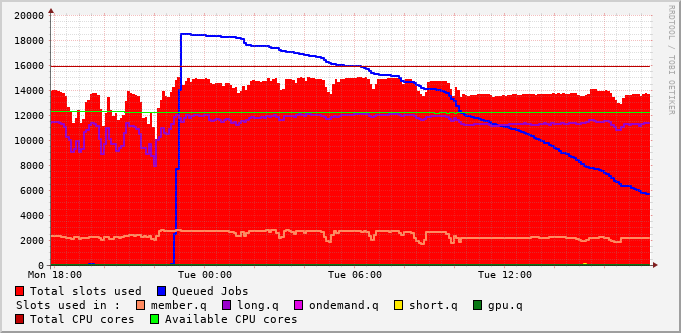 20000
18000
16000
14000
12000
10000
8000
6000
4000
2000
0
Mon 18:00 Tue 00:00 Tue 06:00 Tue 12:00
Total slots used Queued Jobs
Slots used in : member.q long.q ondemand.q short.q gpu.q
Total CPU cores Available CPU cores
RRDTOOL / TOBI OETIKER